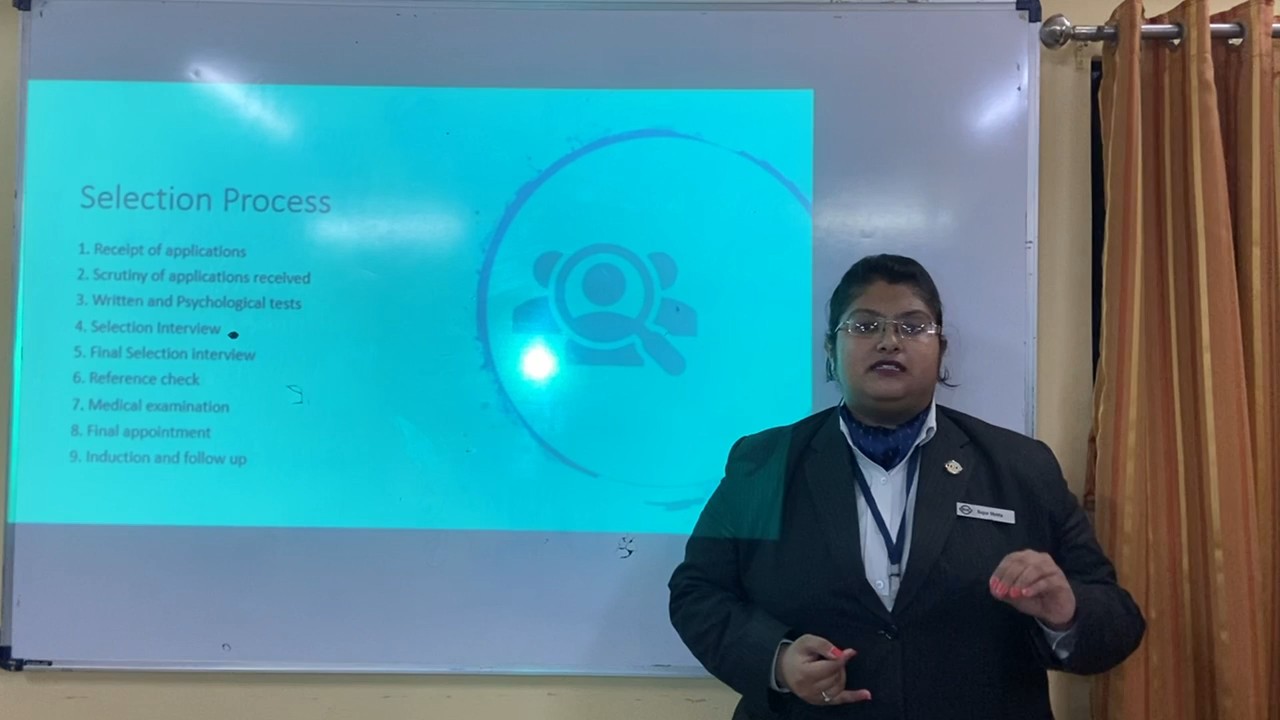 Selection Process
1. Receipt of applications
2. Scrutiny of applications received
3. Written and Psychological tests
4. Selection Interview
5. Final Selection interview
6. Reference check
7. Medical examination
8. Final appointment
9. Induction and follow up